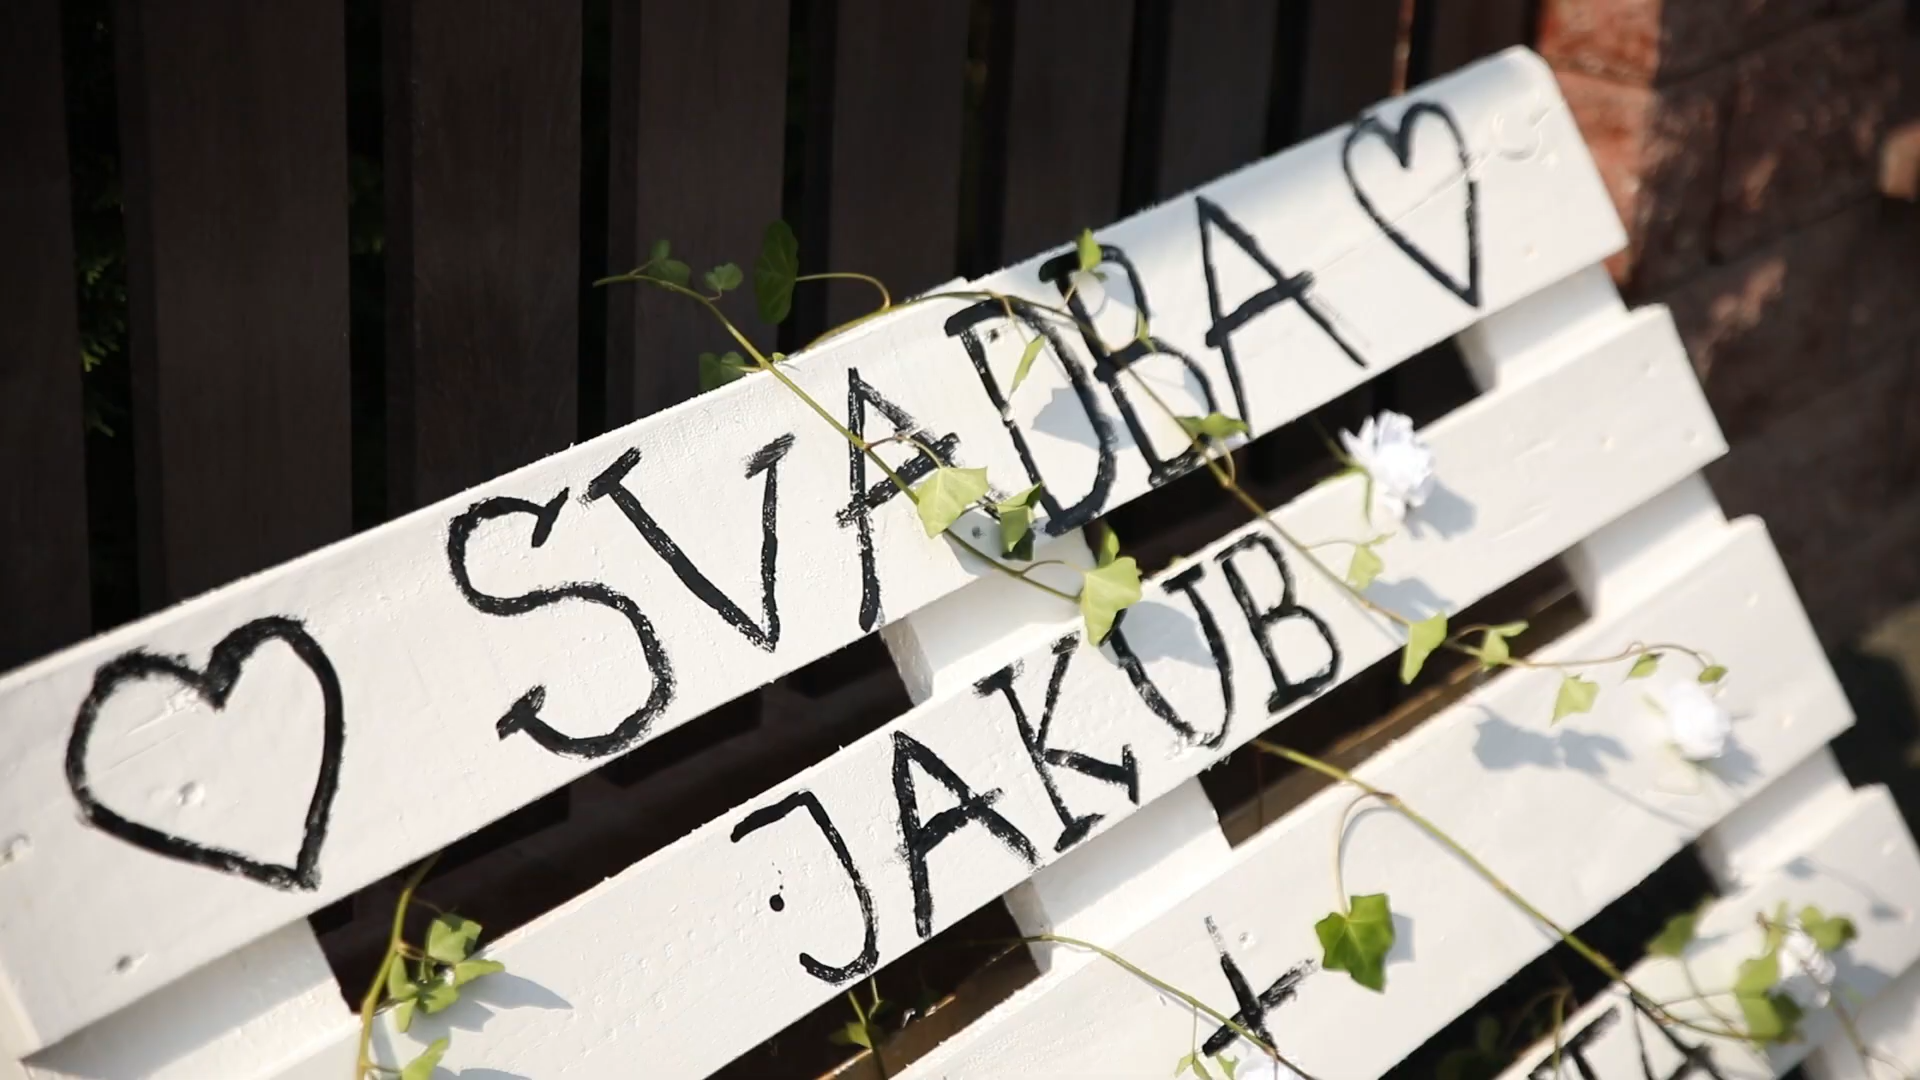 ♡ SVADBA ♡
JAKUB
+